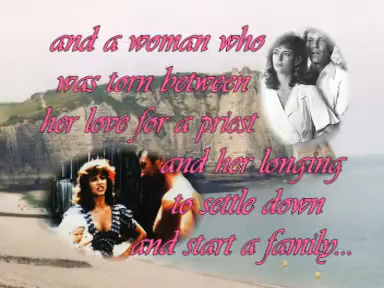 and a woman who
was torn between
her love for a priest
and her longing
to settle down
and start a family...